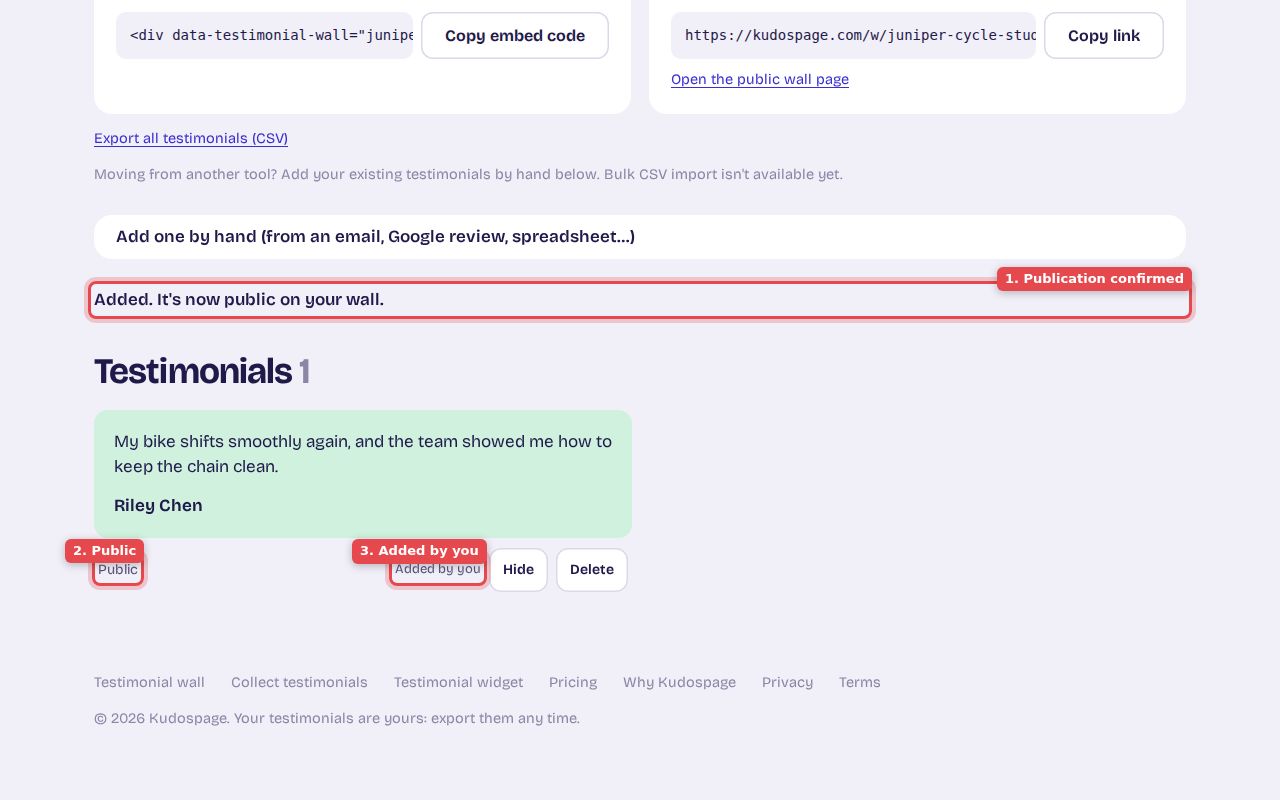 <div data-testimonial-wall="junipe
Copy embed code
https://kudospage.com/w/juniper-cycle-stud
Copy link
Open the public wall page
Export all testimonials (CSV)
Moving from another tool? Add your existing testimonials by hand below. Bulk CSV import isn't available yet.
Add one by hand (from an email, Google review, spreadsheet...)
1. Publication confirmed
Added. It's now public on your wall.
Testimonials 1
My bike shifts smoothly again, and the team showed me how to
keep the chain clean.
Riley Chen
2. Public
3. Added by you
Public
Added by you
Hide
Delete
Testimonial wall
Collect testimonials
Testimonial widget
Pricing
Why Kudospage
Privacy
Terms
© 2026 Kudospage. Your testimonials are yours: export them any time.